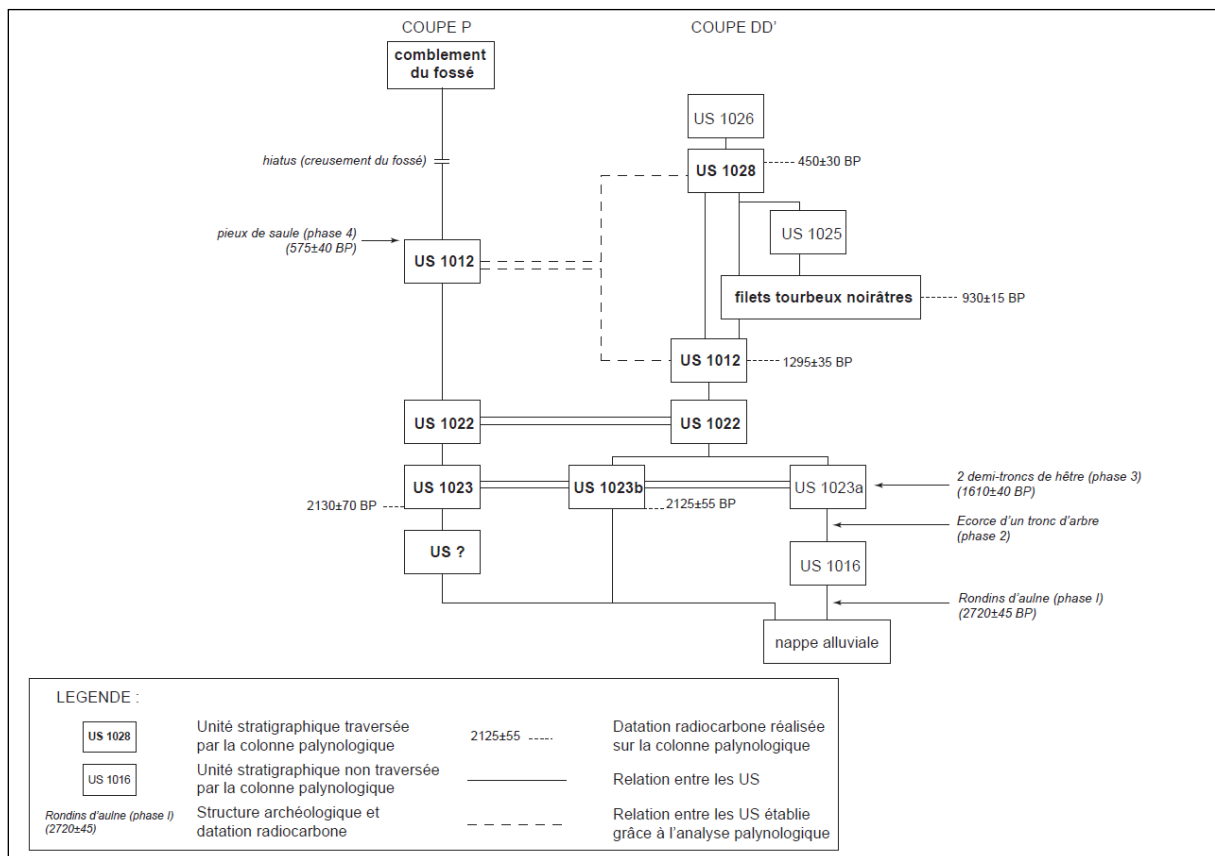 COUPE P
COUPE DD’
comblement
du fossé
US 1026
hiatus (creusement du fossé)
US 1028
450±30 BP
pieux de saule (phase 4)
(575±40 BP)
US 1025
US 1012
filets tourbeux noirâtres
930±15 BP
US 1012
1295±35 BP
US 1022
US 1022
US 1023
US 1023b
US 1023a
2 demi-troncs de hêtre (phase 3)
(1610±40 BP)
2130±70 BP
2125±55 BP
Ecorce d’un tronc d’arbre
(phase 2)
US ?
US 1016
Rondins d’aulne (phase I)
(2720±45 BP)
nappe alluviale
LEGENDE :
US 1028
Unité stratigraphique traversée
par la colonne palynologique
2125±55
Datation radiocarbone réalisée
sur la colonne palynologique
US 1016
Unité stratigraphique non traversée
par la colonne palynologique
Relation entre les US
Rondins d’aulne (phase I)
(2720±45)
Structure archéologique et
datation radiocarbone
Relation entre les US établie
grâce à l’analyse palynologique